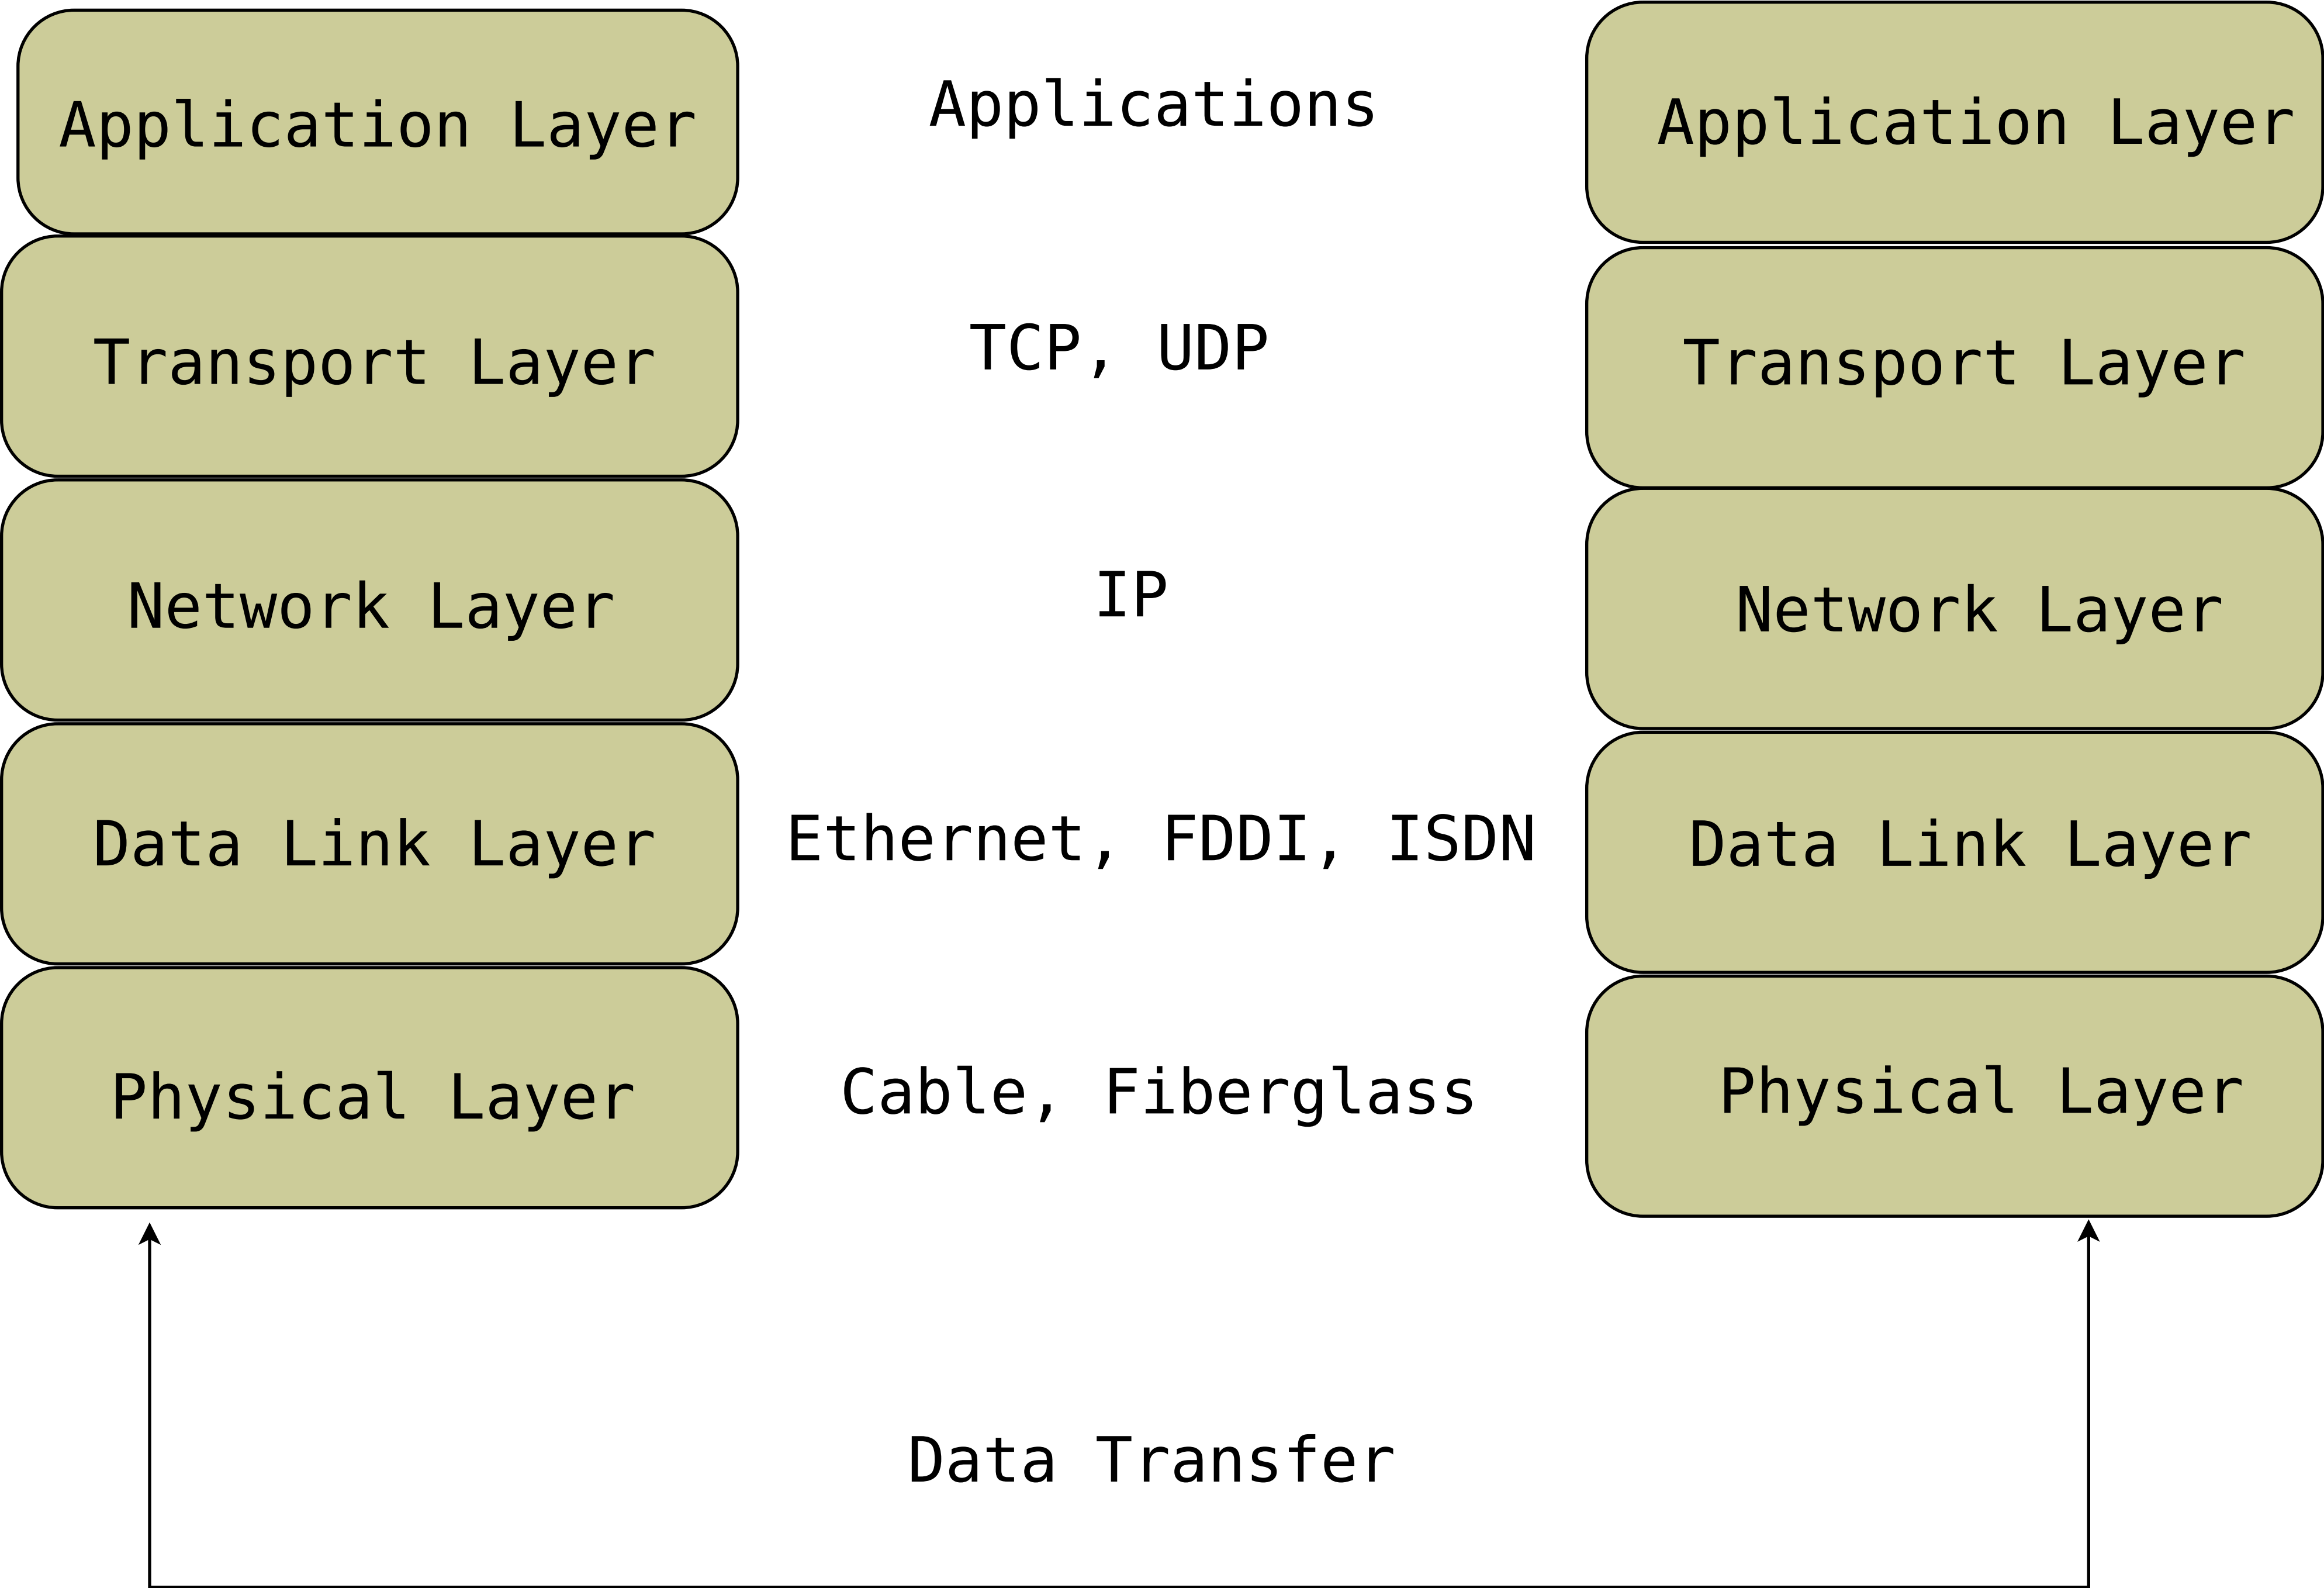 Application Layer
Applications
Application Layer
Transport Layer
TCP, UDP
Transport Layer
Network Layer
IP
Network Layer
Data Link Layer
Ethernet, FDDI, ISDN
Data Link Layer
Physical Layer
Cable, Fiberglass
Physical Layer
Data Transfer